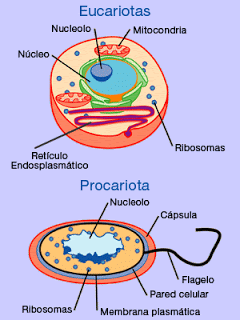 Eucariotas
Nucleolo
Mitocondria
Núcleo
Ribosomas
Retículo
Endosplasmático
Procariota
Nucleolo
Cápsula
Flagelo
Pared celular
Ribosomas
Membrana plasmática